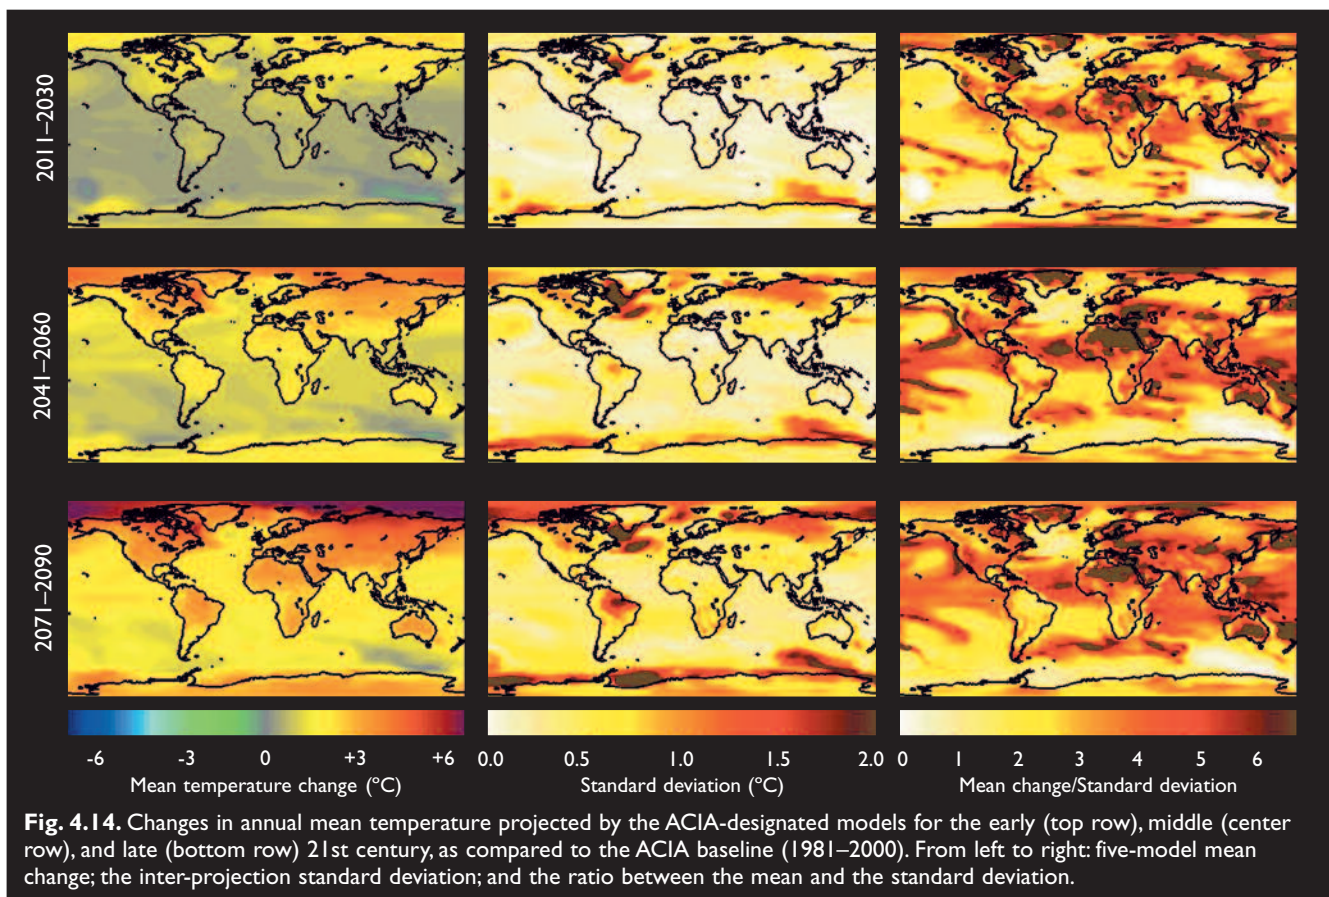 2011–2030
2041–2060
2071–2090
-6 -3 0 +3 +6
Mean temperature change (ºC)
0.0 0.5 1.0 1.5 2.0
Standard deviation (ºC)
0 1 2 3 4 5 6
Mean change/Standard deviation
Fig. 4.14. Changes in annual mean temperature projected by the ACIA-designated models for the early (top row), middle (center
row), and late (bottom row) 21st century, as compared to the ACIA baseline (1981–2000). From left to right: five-model mean
change; the inter-projection standard deviation; and the ratio between the mean and the standard deviation.